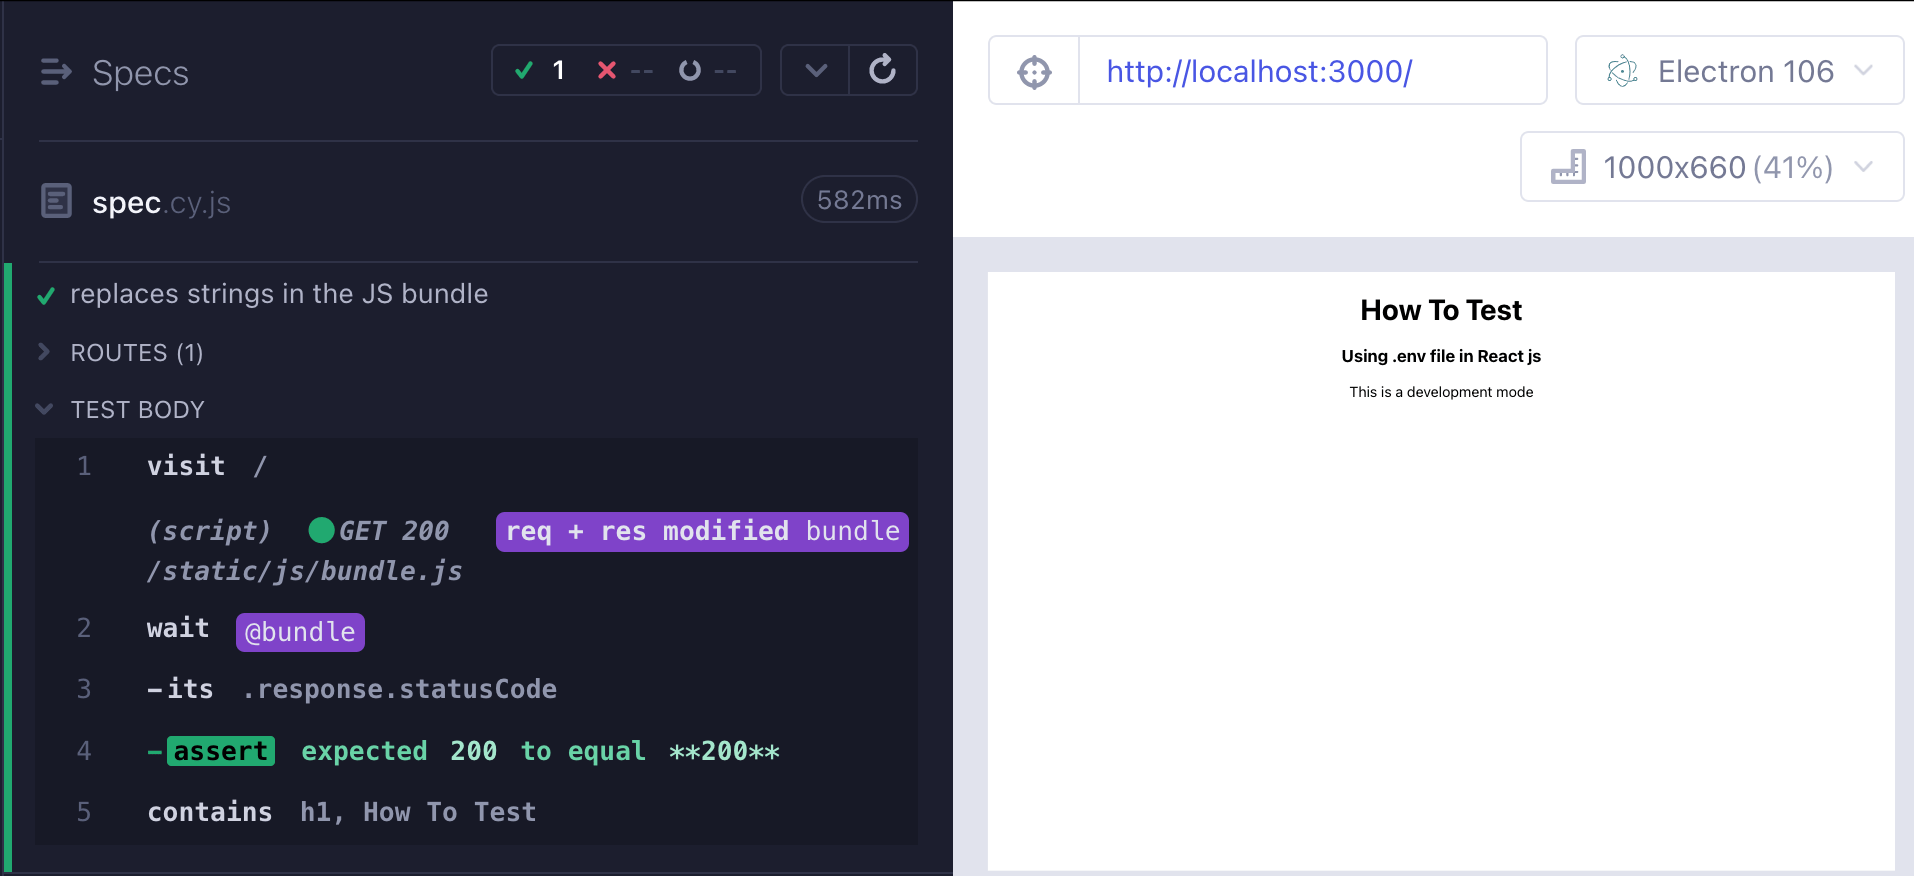 Specs
1 -- --
spec.cy.js
582ms
replaces strings in the JS bundle
ROUTES (1)
TEST BODY
1 visit /
(script) GET 200 req + res modified bundle
/static/js/bundle.js
2 wait @bundle
3 -its .response.statusCode
4 -assert expected 200 to equal **200**
5 contains h1, How To Test
http://localhost:3000/
Electron 106
1000x660 (41%)
How To Test
Using .env file in React js
This is a development mode